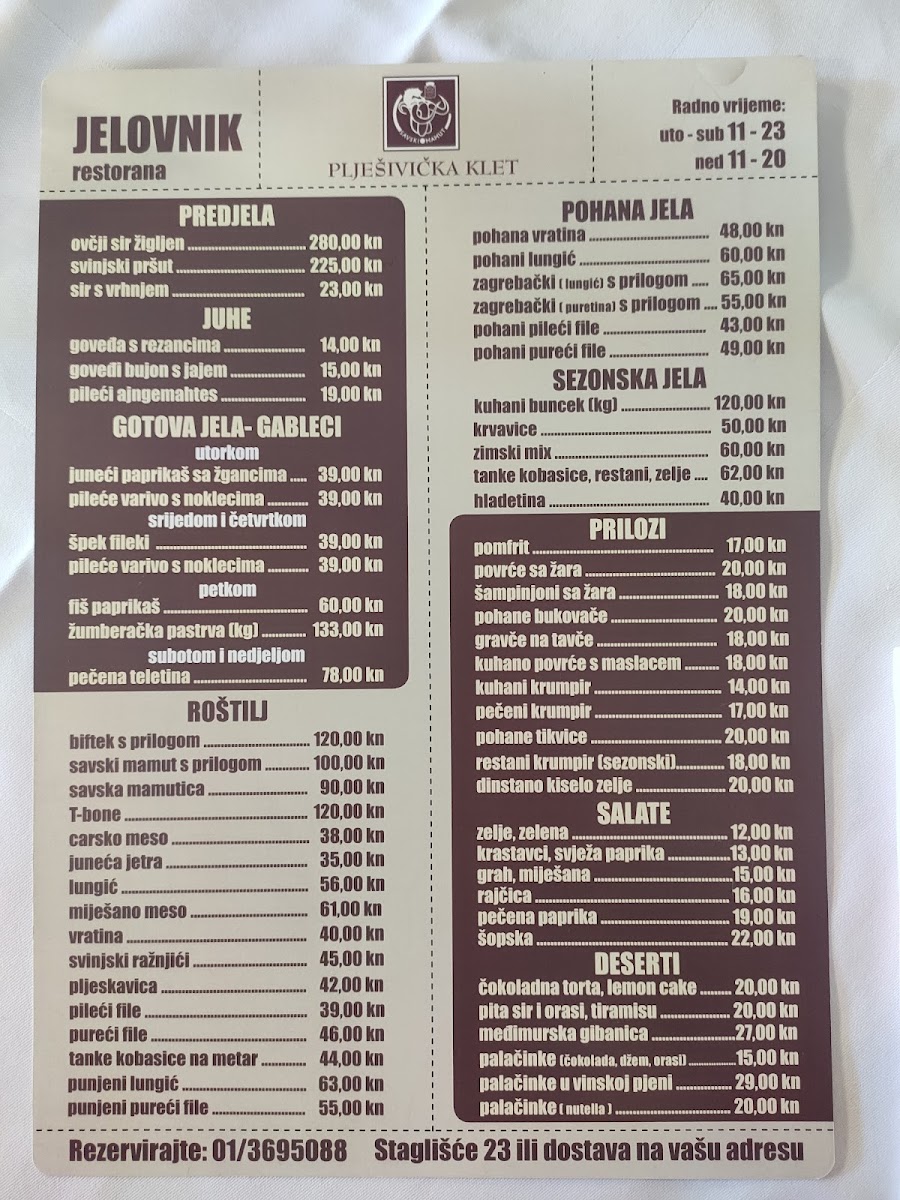 JELOVNIK
restorana
SAVSKI MAMUT
PLJEŠIVIČKA KLET
Radno vrijeme:
uto - sub 11 - 23
ned 11 - 20
PREDJELA
ovčji sir žigljen 280,00 kn
svinjski pršut 225,00 kn
sir s vrhnjem 23,00 kn
JUHE
goveđa s rezancima 14,00 kn
goveđi bujon s jajem 15,00 kn
pileći ajngemahtes 19,00 kn
GOTOVA JELA- GABLECI
utorkom
juneći paprikaš sa žgancima 39,00 kn
pileće varivo s noklecima 39,00 kn
srijedom i četvrtkom
špek fileki 39,00 kn
pileće varivo s noklecima 39,00 kn
petkom
fiš paprikaš 60,00 kn
žumberačka pastrva (kg) 133,00 kn
subotom i nedjeljom
pečena teletina 78,00 kn
ROŠTILJ
biftek s prilogom 120,00 kn
savski mamut s prilogom 100,00 kn
savska mamutica 90,00 kn
T-bone 120,00 kn
carsko meso 38,00 kn
juneća jetra 35,00 kn
lungić 56,00 kn
miješano meso 61,00 kn
vratina 40,00 kn
svinjski ražnjići 45,00 kn
pljeskavica 42,00 kn
pileći file 39,00 kn
pureći file 46,00 kn
tanke kobasice na metar 44,00 kn
punjeni lungić 63,00 kn
punjeni pureći file 55,00 kn
POHANA JELA
pohana vratina 48,00 kn
pohani lungić 60,00 kn
zagrebački ( lungić) s prilogom 65,00 kn
zagrebački ( puretina) s prilogom 55,00 kn
pohani pileći file 43,00 kn
pohani pureći file 49,00 kn
SEZONSKA JELA
kuhani buncek (kg) 120,00 kn
krvavice 50,00 kn
zimski mix 60,00 kn
tanke kobasice, restani, zelje 62,00 kn
hladetina 40,00 kn
PRILOZI
pomfrit 17,00 kn
povrće sa žara 20,00 kn
šampinjoni sa žara 18,00 kn
pohane bukovače 20,00 kn
gravče na tavče 18,00 kn
kuhano povrće s maslacem 18,00 kn
kuhani krumpir 14,00 kn
pečeni krumpir 17,00 kn
pohane tikvice 20,00 kn
restani krumpir (sezonski) 18,00 kn
dinstano kiselo zelje 20,00 kn
SALATE
zelje, zelena 12,00 kn
krastavci, svježa paprika 13,00 kn
grah, miješana 15,00 kn
rajčica 16,00 kn
pečena paprika 19,00 kn
šopska 22,00 kn
DESERTI
čokoladna torta, lemon cake 20,00 kn
pita sir i orasi, tiramisu 20,00 kn
međimurska gibanica 27,00 kn
palačinke (čokolada, džem, orasi) 15,00 kn
palačinke u vinskoj pjeni 29,00 kn
palačinke ( nutella ) 20,00 kn
Rezervirajte: 01/3695088 Staglišće 23 ili dostava na vašu adresu